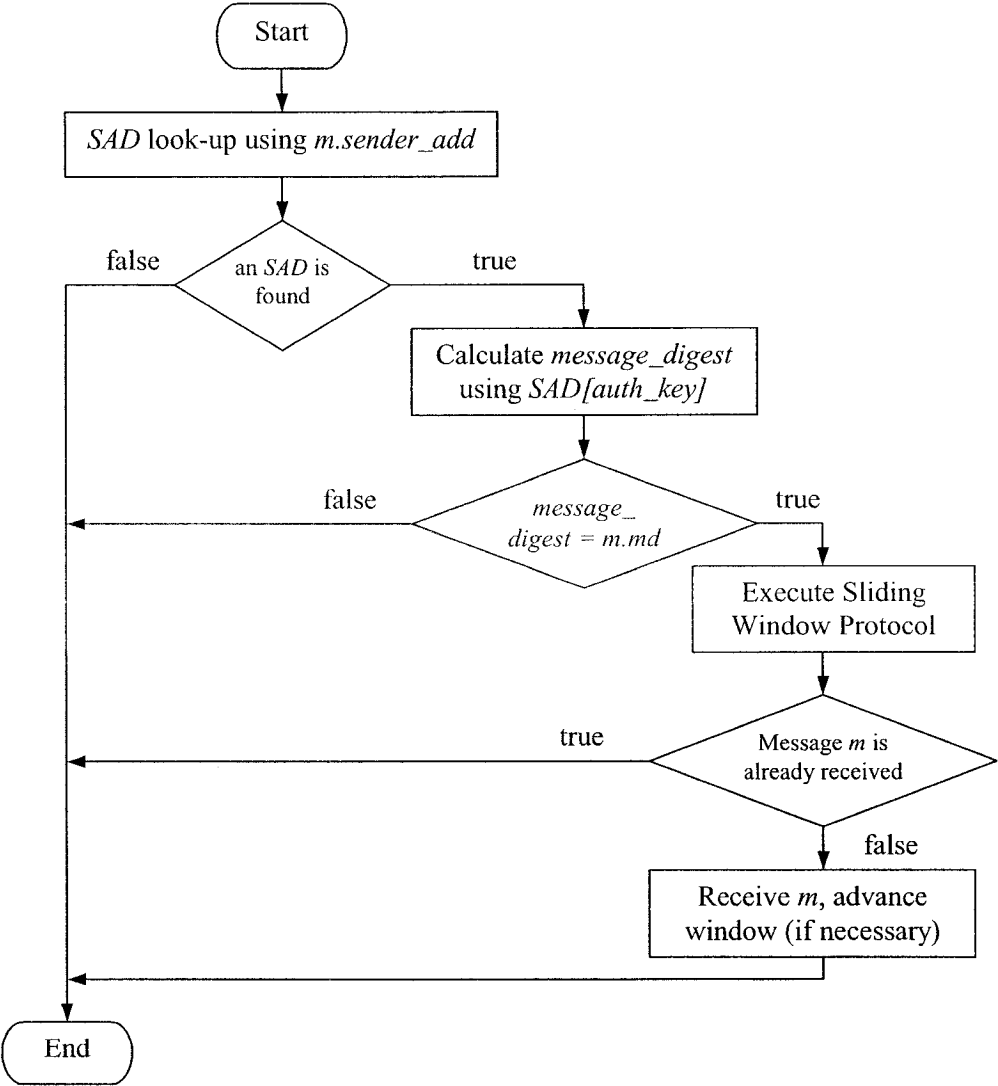 Start
SAD look-up using m.sender_add
false
an SAD is
found
true
Calculate message_digest
using SAD[auth_key]
false
message_
digest = m.md
true
Execute Sliding
Window Protocol
true
Message m is
already received
false
Receive m, advance
window (if necessary)
End